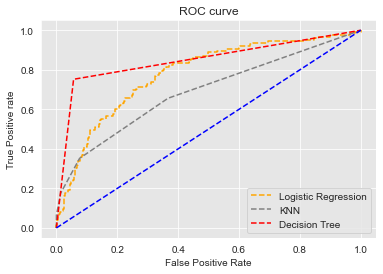 ROC curve
True Positive rate
1.0
0.8
0.6
0.4
0.2
0.0
0.0 0.2 0.4 0.6 0.8 1.0
False Positive Rate
Logistic Regression
KNN
Decision Tree